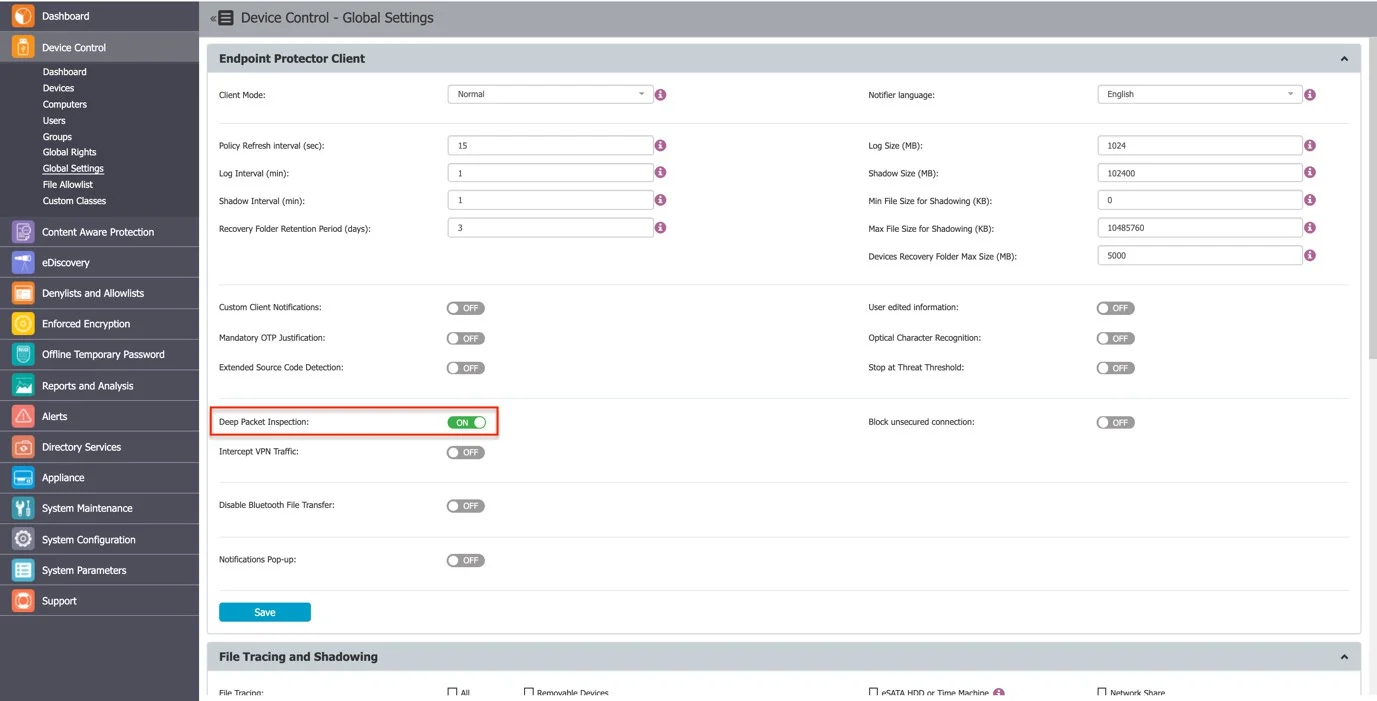 Dashboard
Device Control
Dashboard
Devices
Computers
Users
Groups
Global Rights
Global Settings
File Allowlist
Custom Classes
Content Aware Protection
eDiscovery
Denylists and Allowlists
Enforced Encryption
Offline Temporary Password
Reports and Analysis
Alerts
Directory Services
Appliance
System Maintenance
System Configuration
System Parameters
Support
« Device Control - Global Settings
Endpoint Protector Client
Client Mode: Normal i Notifier language: English i
Policy Refresh interval (sec): 15 i Log Size (MB): 1024 i
Log Interval (min): 1 i Shadow Size (MB): 102400 i
Shadow Interval (min): 1 i Min File Size for Shadowing (KB): 0 i
Recovery Folder Retention Period (days): 3 i Max File Size for Shadowing (KB): 10485760 i
Devices Recovery Folder Max Size (MB): 5000 i
Custom Client Notifications: OFF User edited information: OFF
Mandatory OTP Justification: OFF Optical Character Recognition: OFF
Extended Source Code Detection: OFF Stop at Threat Threshold: OFF
Deep Packet Inspection: ON Block unsecured connection: OFF
Intercept VPN Traffic: OFF
Disable Bluetooth File Transfer: OFF
Notifications Pop-up: OFF
Save
File Tracing and Shadowing
File Tracing: All Removable Devices eSATA HDD or Time Machine i Network Share